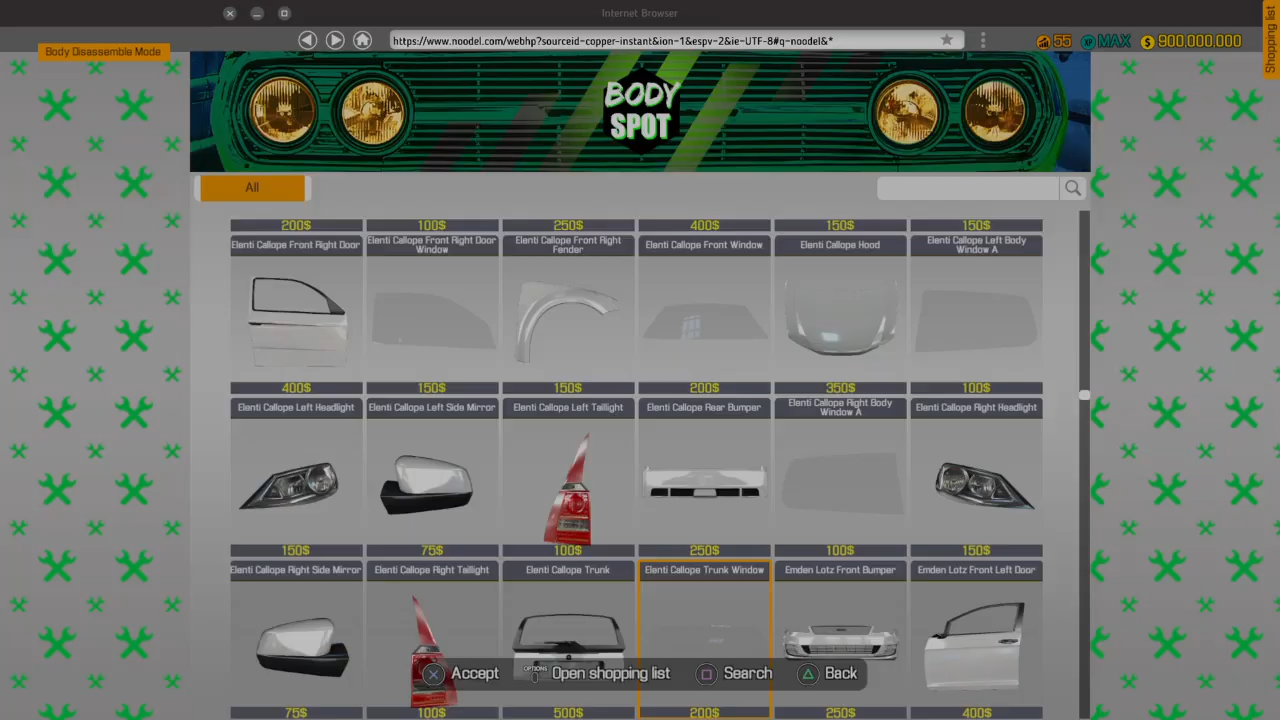 Internet Browser
Shopping list
https://www.noodel.com/webhp?sourceid-copper-instant&ion-1&espv-2&ie-UTF-8#q-noodel&*
55
XP MAX
$ 900,000,000
Body Disassemble Mode
BODY
SPOT
All
200$ 100$ 250$ 400$ 150$ 150$
Elenti Callope Front Right Door
Elenti Callope Front Right Door
Window
Elenti Callope Front Right
Fender
Elenti Callope Front Window
Elenti Callope Hood
Elenti Callope Left Body
Window A
400$ 150$ 150$ 200$ 350$ 100$
Elenti Callope Left Headlight
Elenti Callope Left Side Mirror
Elenti Callope Left Taillight
Elenti Callope Rear Bumper
Elenti Callope Right Body
Window A
Elenti Callope Right Headlight
150$ 75$ 100$ 250$ 100$ 150$
Elenti Callope Right Side Mirror
Elenti Callope Right Taillight
Elenti Callope Trunk
Elenti Callope Trunk Window
Emden Lotz Front Bumper
Emden Lotz Front Left Door
Accept
OPTIONS
Open shopping list
Search
Back
75$ 100$ 500$ 200$ 250$ 400$